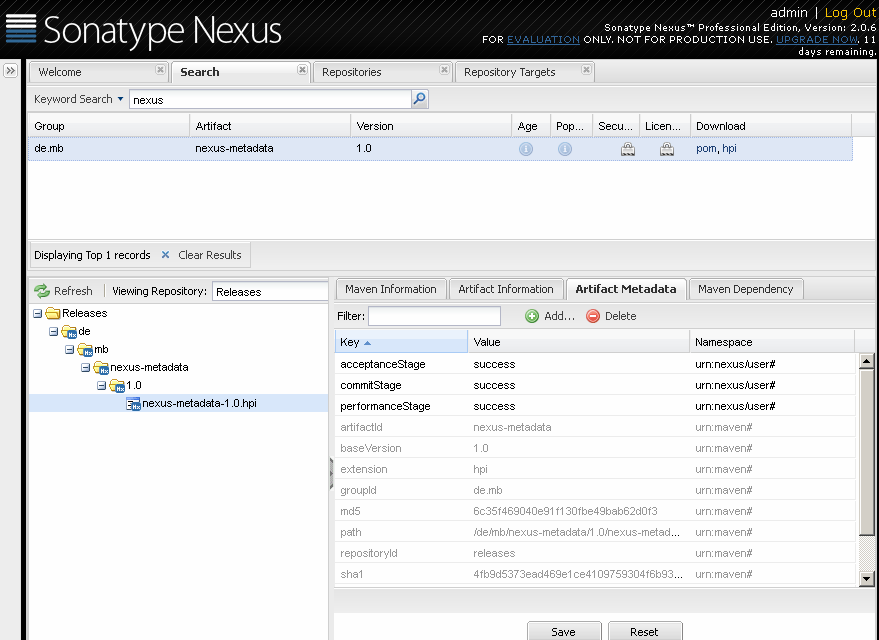 admin | Log Out
Sonatype Nexus
Sonatype Nexus™ Professional Edition, Version: 2.0.6
FOR EVALUATION ONLY. NOT FOR PRODUCTION USE. UPGRADE NOW. 11
days remaining.
Welcome Search Repositories Repository Targets
Keyword Search nexus
Group Artifact Version Age Pop... Secu... Licen... Download
de.mb nexus-metadata 1.0 pom, hpi
Displaying Top 1 records Clear Results
Refresh Viewing Repository: Releases
Releases
de
mb
nexus-metadata
1.0
nexus-metadata-1.0.hpi
Maven Information Artifact Information Artifact Metadata Maven Dependency
Filter: Add... Delete
Key Value Namespace
acceptanceStage success urn:nexus/user#
commitStage success urn:nexus/user#
performanceStage success urn:nexus/user#
artifactId nexus-metadata urn:maven#
baseVersion 1.0 urn:maven#
extension hpi urn:maven#
groupId de.mb urn:maven#
md5 6c35f469040e91f130fbe49bab62d0f3 urn:maven#
path /de/mb/nexus-metadata/1.0/nexus-metad... urn:maven#
repositoryId releases urn:maven#
sha1 4fb9d5373ead469e1ce4109759304f6b93... urn:maven#
Save Reset